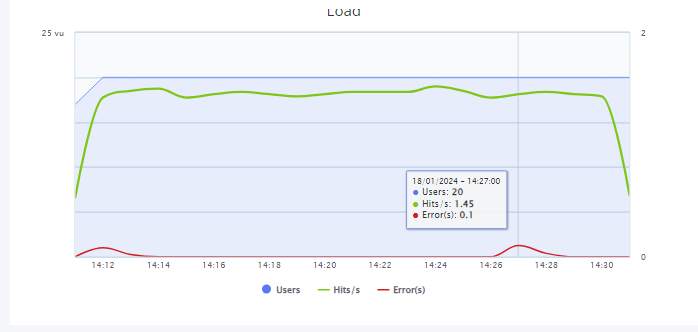 Load
25 vu
2
18/01/2024 – 14:27:00
Users: 20
Hits/s: 1.45
Error(s): 0.1
0
14:12 14:14 14:16 14:18 14:20 14:22 14:24 14:26 14:28 14:30
Users Hits/s Error(s)